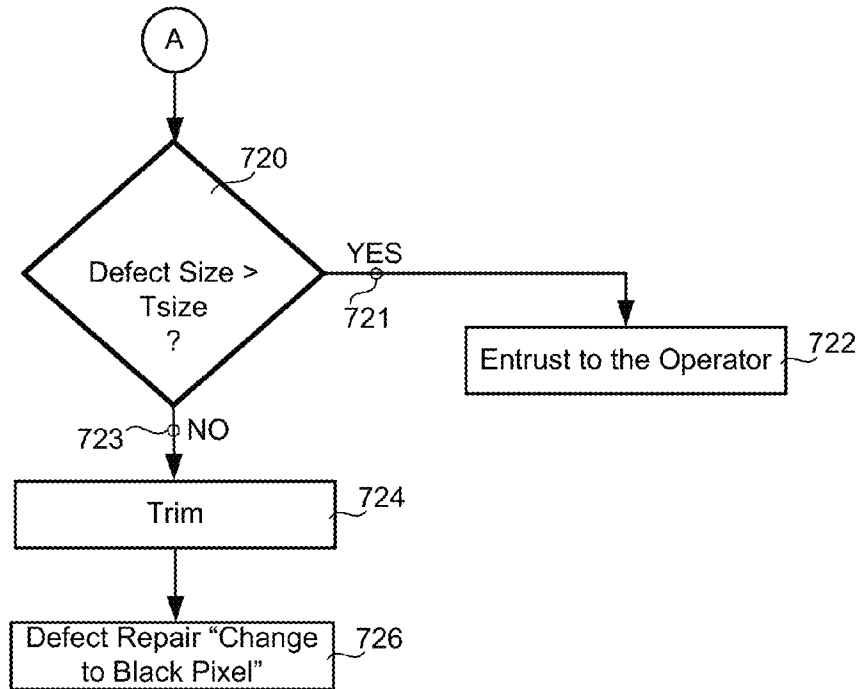 A
720
Defect Size >
Tsize
?
YES
721
Entrust to the Operator
722
723
NO
Trim
724
Defect Repair “Change
to Black Pixel”
726